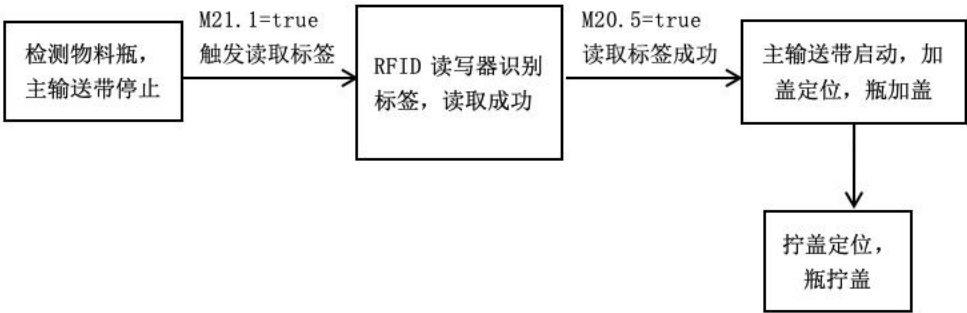 检测物料瓶,
主输送带停止
M21.1=true
触发读取标签
RFID 读写器识别
标签，读取成功
M20.5=true
读取标签成功
主输送带启动，加
盖定位，瓶加盖
拧盖定位，
瓶拧盖